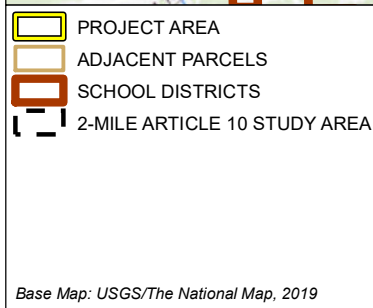 PROJECT AREA
ADJACENT PARCELS
SCHOOL DISTRICTS
2-MILE ARTICLE 10 STUDY AREA
Base Map: USGS/The National Map, 2019